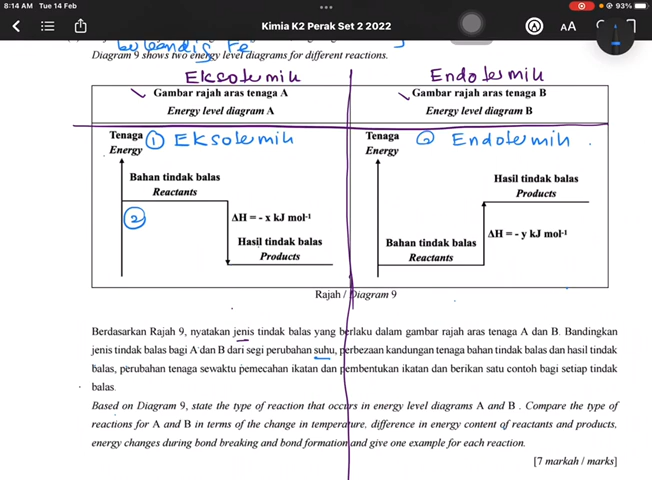 8:14 AM Tue 14 Feb
93%
Kimia K2 Perak Set 2 2022
AA
Fe
Diagram 9 shows two energy level diagrams for different reactions.
Eksotemik
Endotemik
Gambar rajah aras tenaga A
Energy level diagram A
Gambar rajah aras tenaga B
Energy level diagram B
Tenaga
Energy
1 Eksotemik
Bahan tindak balas
Reactants
2
ΔH = - x kJ mol-1
Hasil tindak balas
Products
Tenaga
Energy
Endotemik
Hasil tindak balas
Products
ΔH = - y kJ mol-1
Bahan tindak balas
Reactants
Rajah / Diagram 9
Berdasarkan Rajah 9, nyatakan jenis tindak balas yang berlaku dalam gambar rajah aras tenaga A dan B. Bandingkan
jenis tindak balas bagi A dan B dari segi perubahan suhu, perbezaan kandungan tenaga bahan tindak balas dan hasil tindak
balas, perubahan tenaga sewaktu pemecahan ikatan dan pembentukan ikatan dan berikan satu contoh bagi setiap tindak
balas.
Based on Diagram 9, state the type of reaction that occurs in energy level diagrams A and B . Compare the type of
reactions for A and B in terms of the change in temperature, difference in energy content of reactants and products,
energy changes during bond breaking and bond formation and give one example for each reaction.
[7 markah / marks]